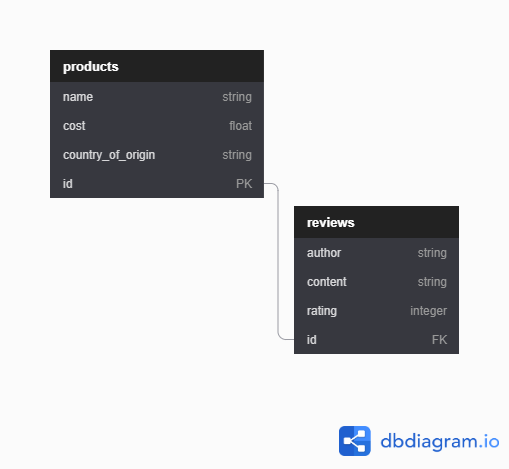 products
name string
cost float
country_of_origin string
id PK
reviews
author string
content string
rating integer
id FK
dbdiagram.io